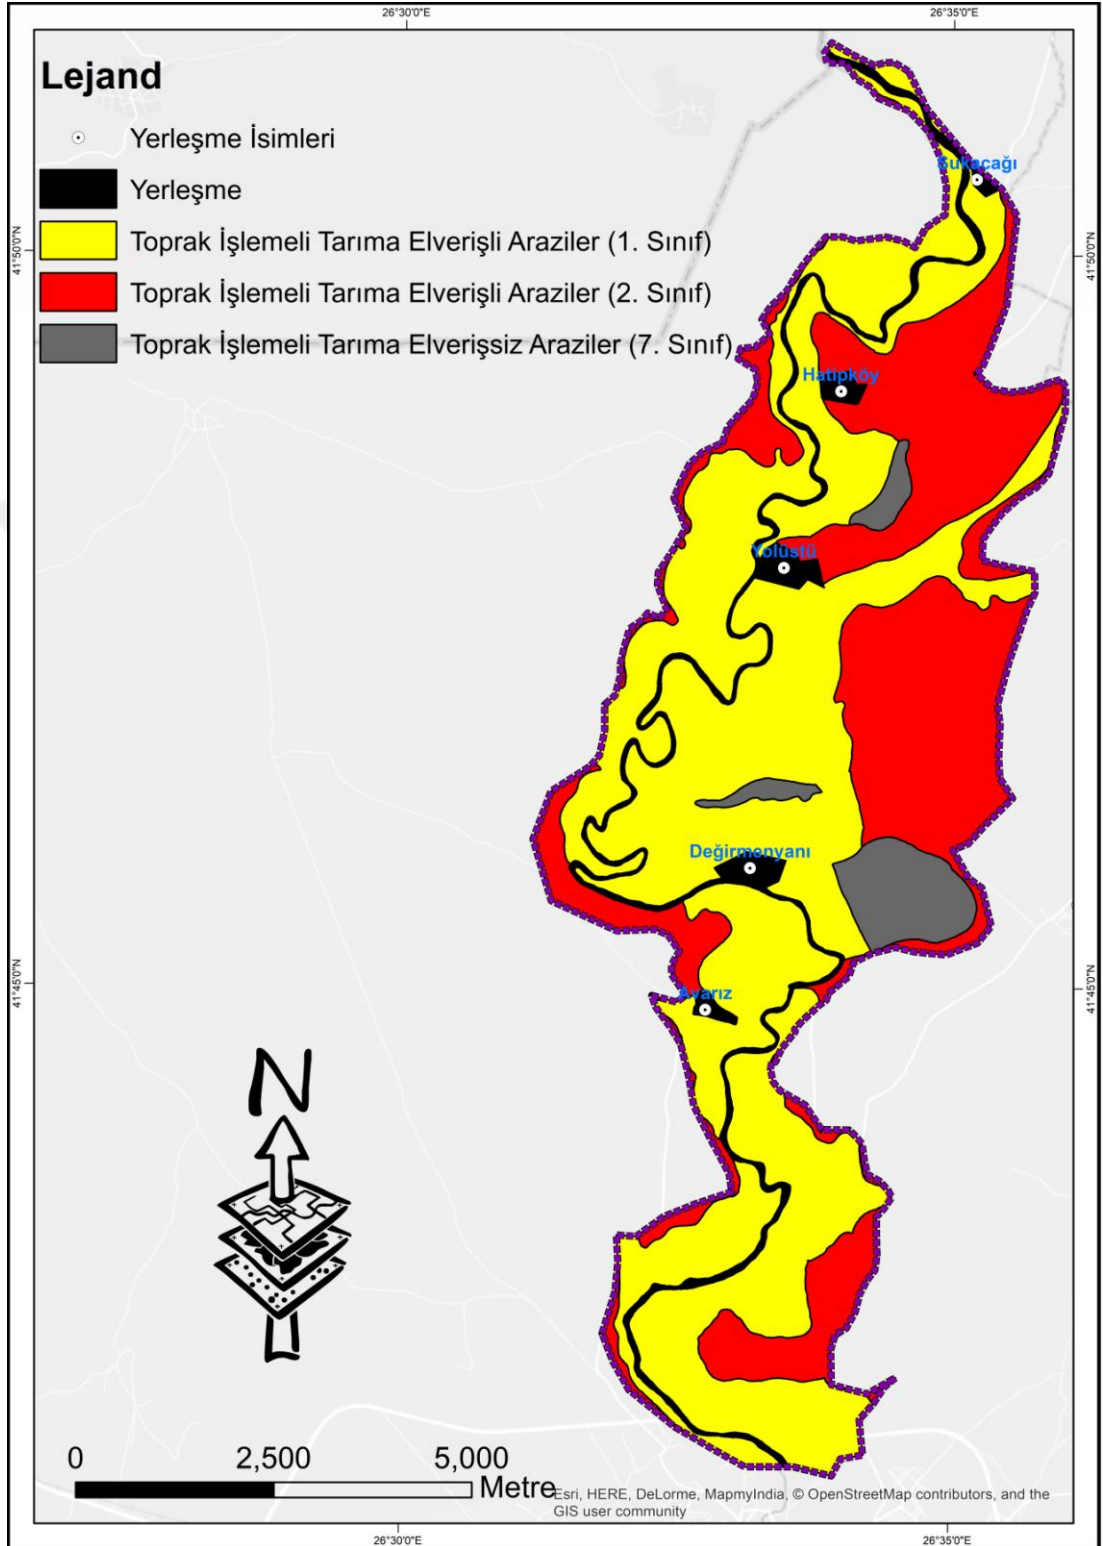 26°30'0"E
26°35'0"E
Lejand
Yerleşme İsimleri
Yerleşme
Toprak İşlemeli Tarıma Elverişli Araziler (1. Sınıf)
Toprak İşlemeli Tarıma Elverişli Araziler (2. Sınıf)
Toprak İşlemeli Tarıma Elverişsiz Araziler (7. Sınıf)
Sukacağı
41°50'0"N
41°50'0"N
Hatipköy
Yolüstü
Değirmenyanı
41°45'0"N
41°45'0"N
Avarız
N
0 2,500 5,000
Metre
Esri, HERE, DeLorme, MapmyIndia, © OpenStreetMap contributors, and the
GIS user community
26°30'0"E
26°35'0"E